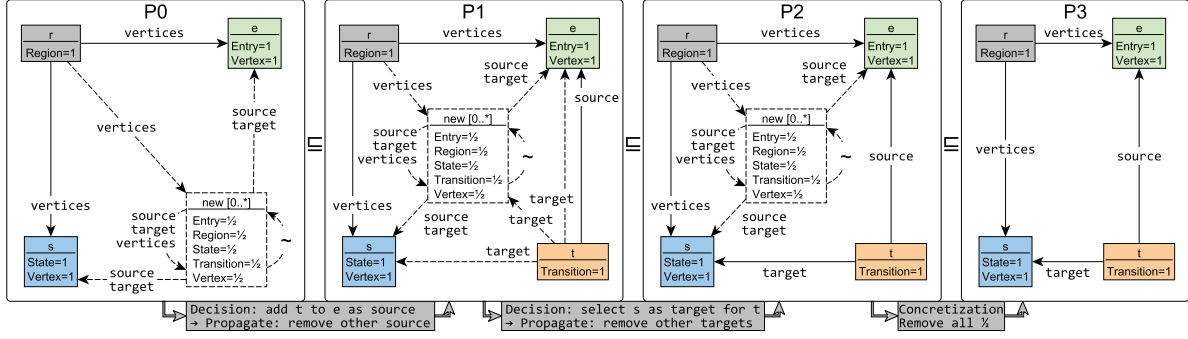 P0
r
Region=1
vertices
e
Entry=1
Vertex=1
vertices
source
target
vertices
new [0..*]
Entry=½
Region=½
State=½
Transition=½
Vertex=½
source
target
vertices
~
s
State=1
Vertex=1
source
target
⊑
P1
r
Region=1
vertices
e
Entry=1
Vertex=1
source
target
vertices
source
new [0..*]
Entry=½
Region=½
State=½
Transition=½
Vertex=½
source
target
vertices
~
vertices
target
source
target
s
State=1
Vertex=1
target
t
Transition=1
⊑
P2
r
Region=1
vertices
e
Entry=1
Vertex=1
source
target
vertices
new [0..*]
Entry=½
Region=½
State=½
Transition=½
Vertex=½
source
target
vertices
~
source
vertices
source
target
s
State=1
Vertex=1
target
t
Transition=1
⊑
P3
r
Region=1
vertices
e
Entry=1
Vertex=1
vertices
source
s
State=1
Vertex=1
target
t
Transition=1
Decision: add t to e as source
→ Propagate: remove other source
Decision: select s as target for t
→ Propagate: remove other targets
Concretization
Remove all ½